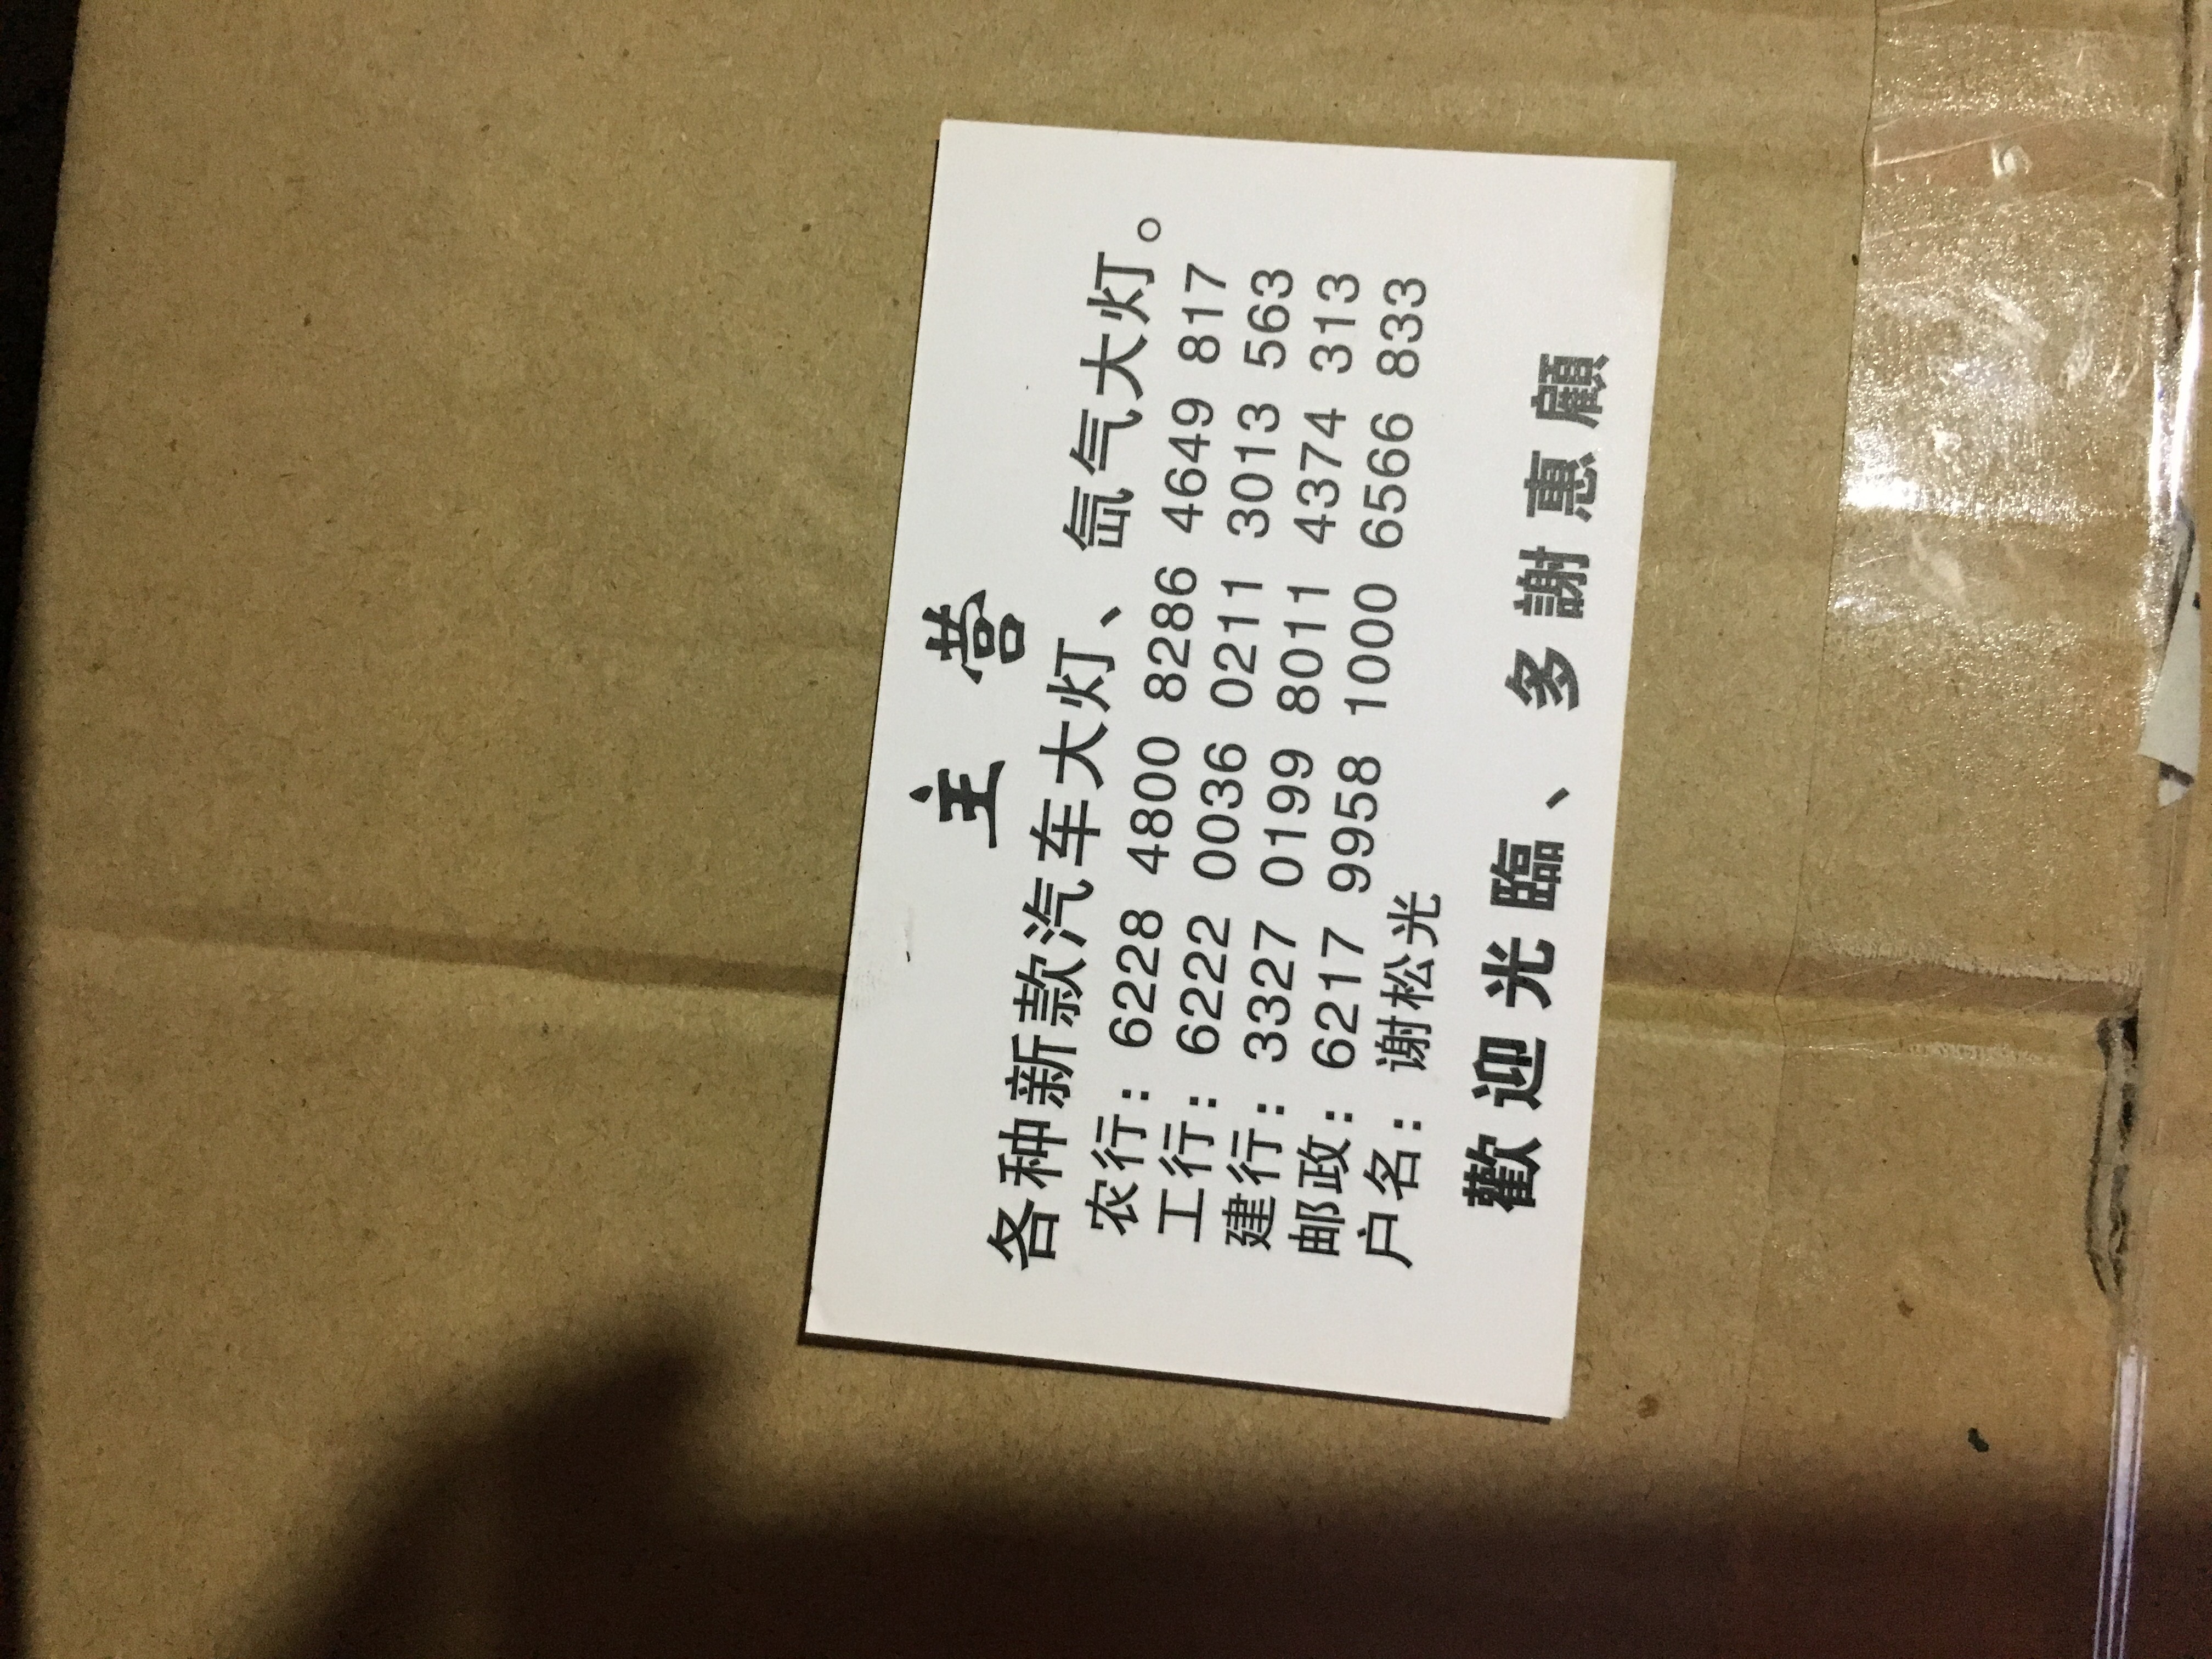 主营
各种新款汽车大灯、氙气大灯。
农行: 6228 4800 8286 4649 817
工行: 6222 0036 0211 3013 563
建行: 3327 0199 8011 4374 313
邮政: 6217 9958 1000 6566 833
户名: 谢松光
歡迎光臨、多謝惠顧